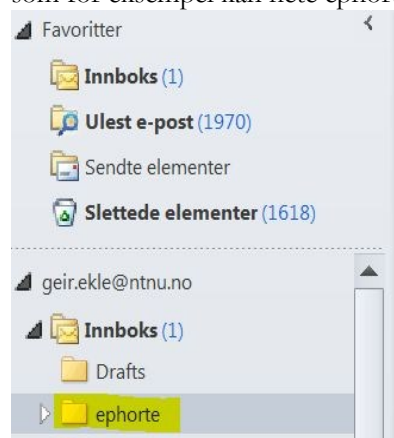 Favoritter
Innboks (1)
Ulest e-post (1970)
Sendte elementer
Slettede elementer (1618)
geir.ekle@ntnu.no
Innboks (1)
Drafts
ephorte